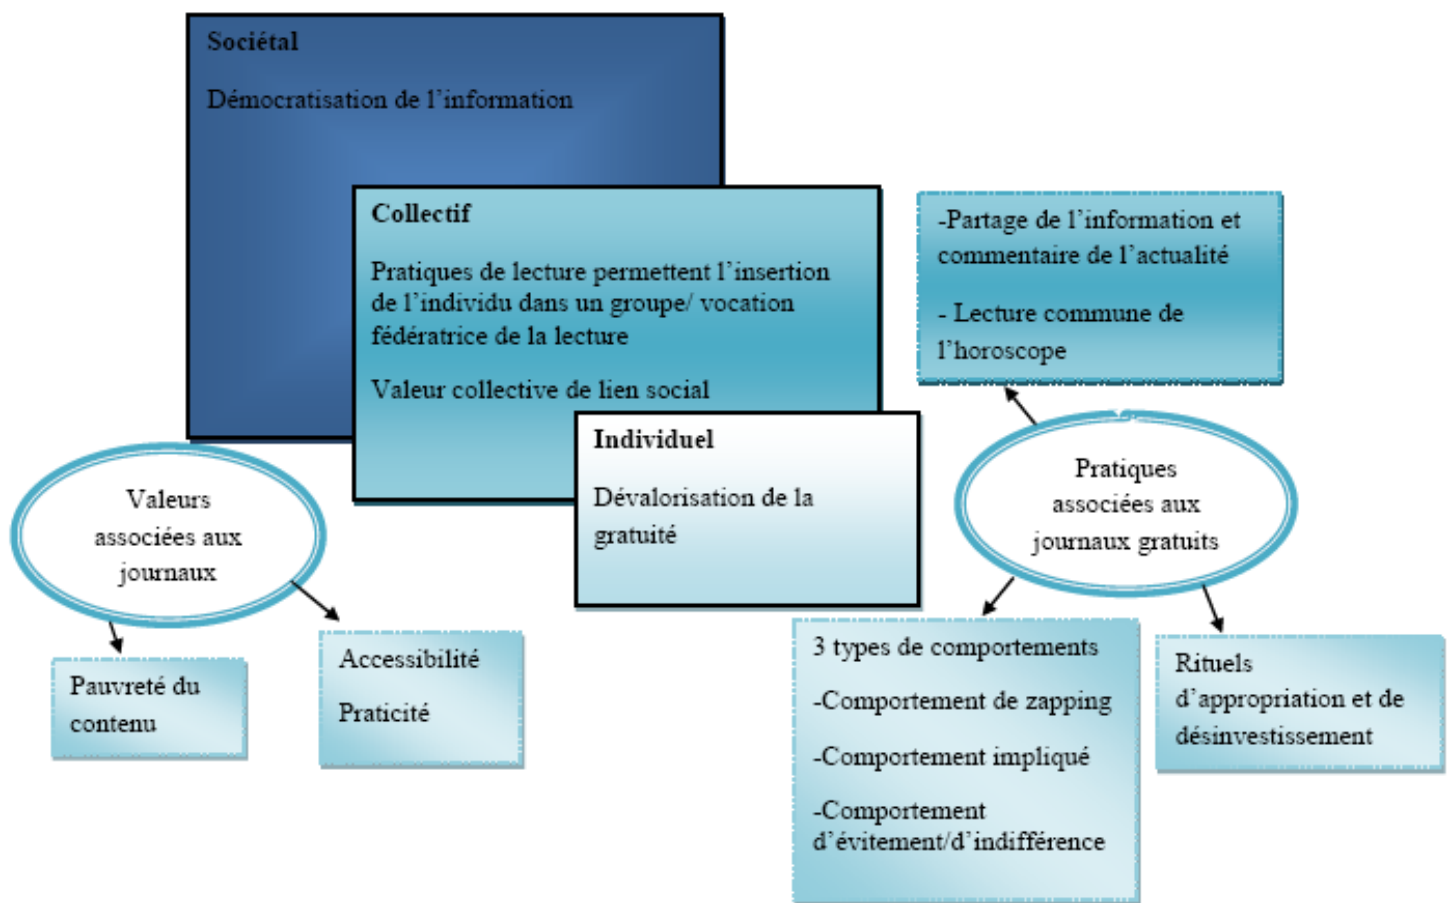 Sociétal
Démocratisation de l’information
Collectif
Pratiques de lecture permettent l’insertion
de l’individu dans un groupe/ vocation
fédératrice de la lecture
Valeur collective de lien social
Individuel
Dévalorisation de la
gratuité
-Partage de l’information et
commentaire de l’actualité
- Lecture commune de
l’horoscope
Valeurs
associées aux
journaux
Pratiques
associées aux
journaux gratuits
Pauvreté du
contenu
Accessibilité
Praticité
3 types de comportements
-Comportement de zapping
-Comportement impliqué
-Comportement
d’évitement/d’indifférence
Rituels
d’appropriation et de
désinvestissement